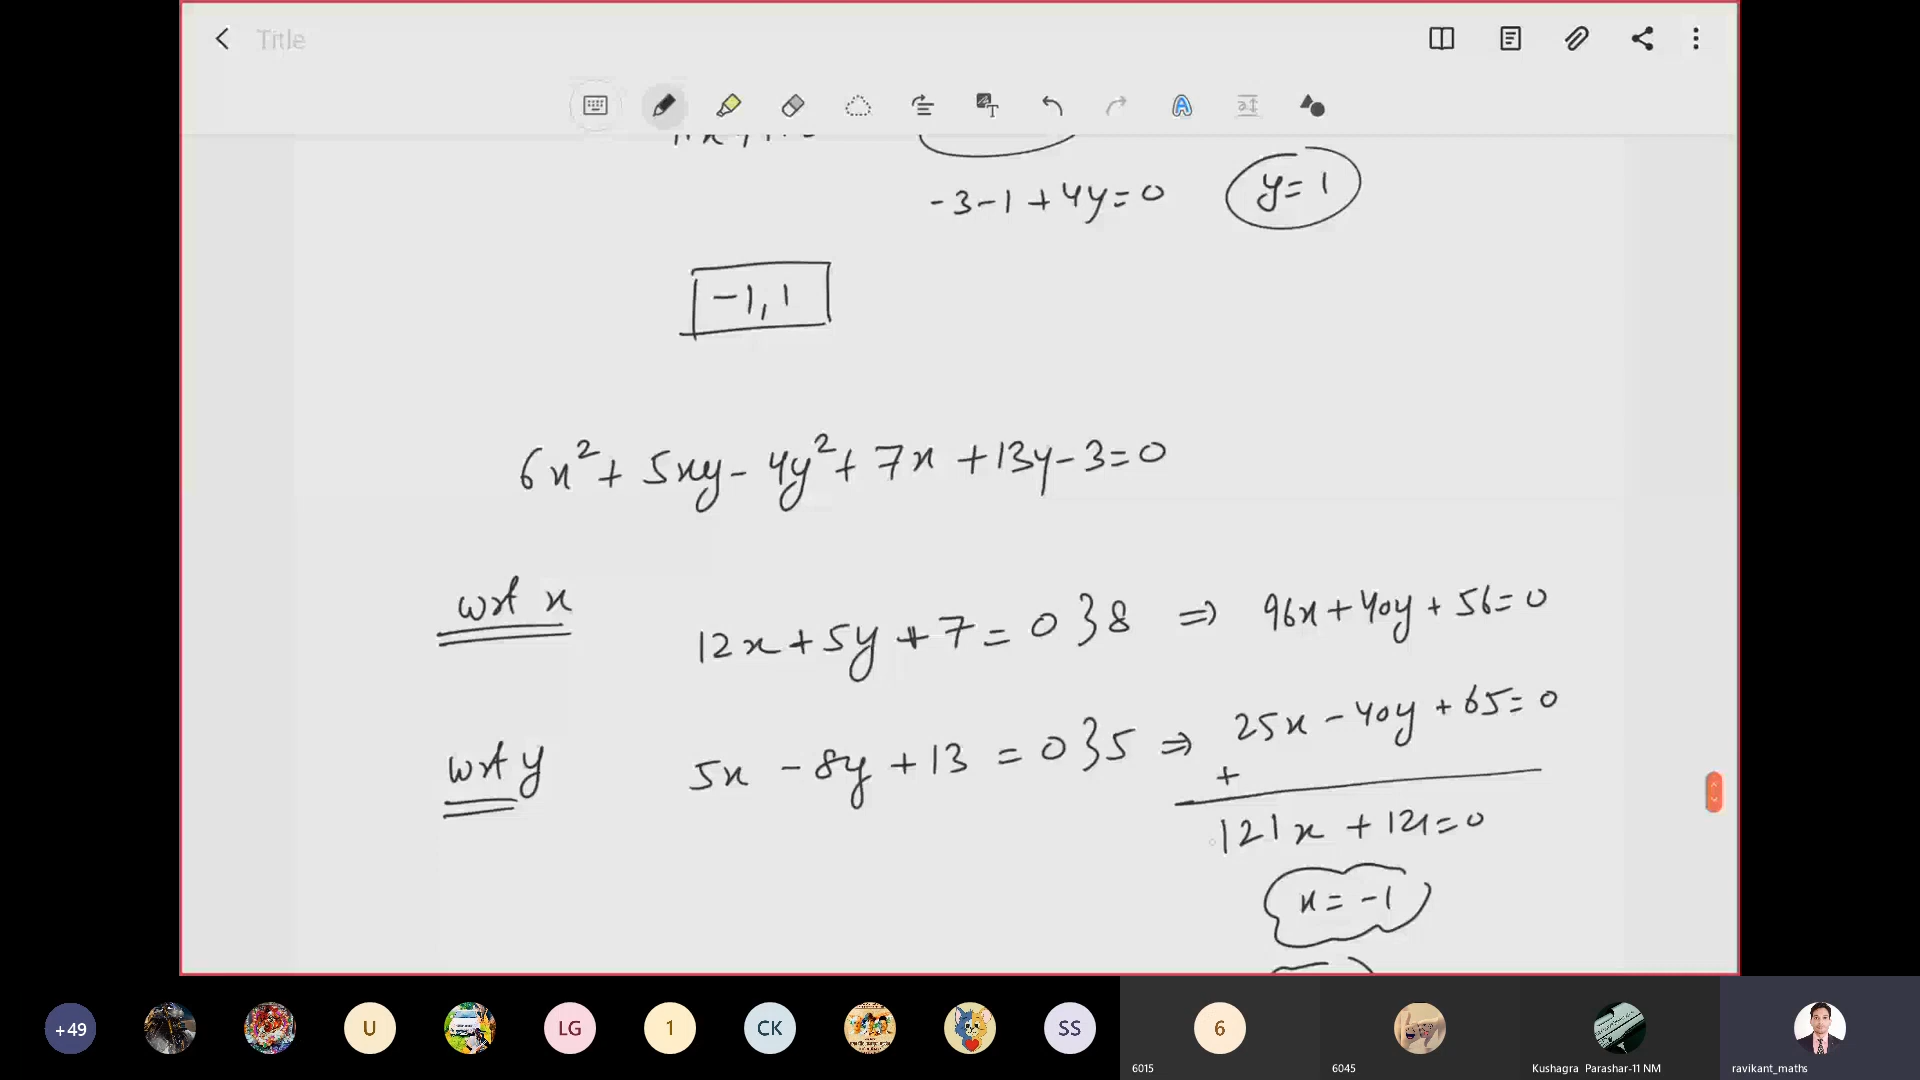 Title
-3-1+4y=0 y=1
-1, 1
6x²+ 5xy- 4y²+ 7x +13y-3=0
wrt x 12x+5y+7=0}8 ⇒ 96x+40y+56=0
wrt y 5x -8y+13 =0}5 ⇒ 25x-40y+65=0
+
121x + 121=0
x= -1
+49 U LG 1 CK SS 6
6015 6045 Kushagra Parashar-11 NM ravikant_maths